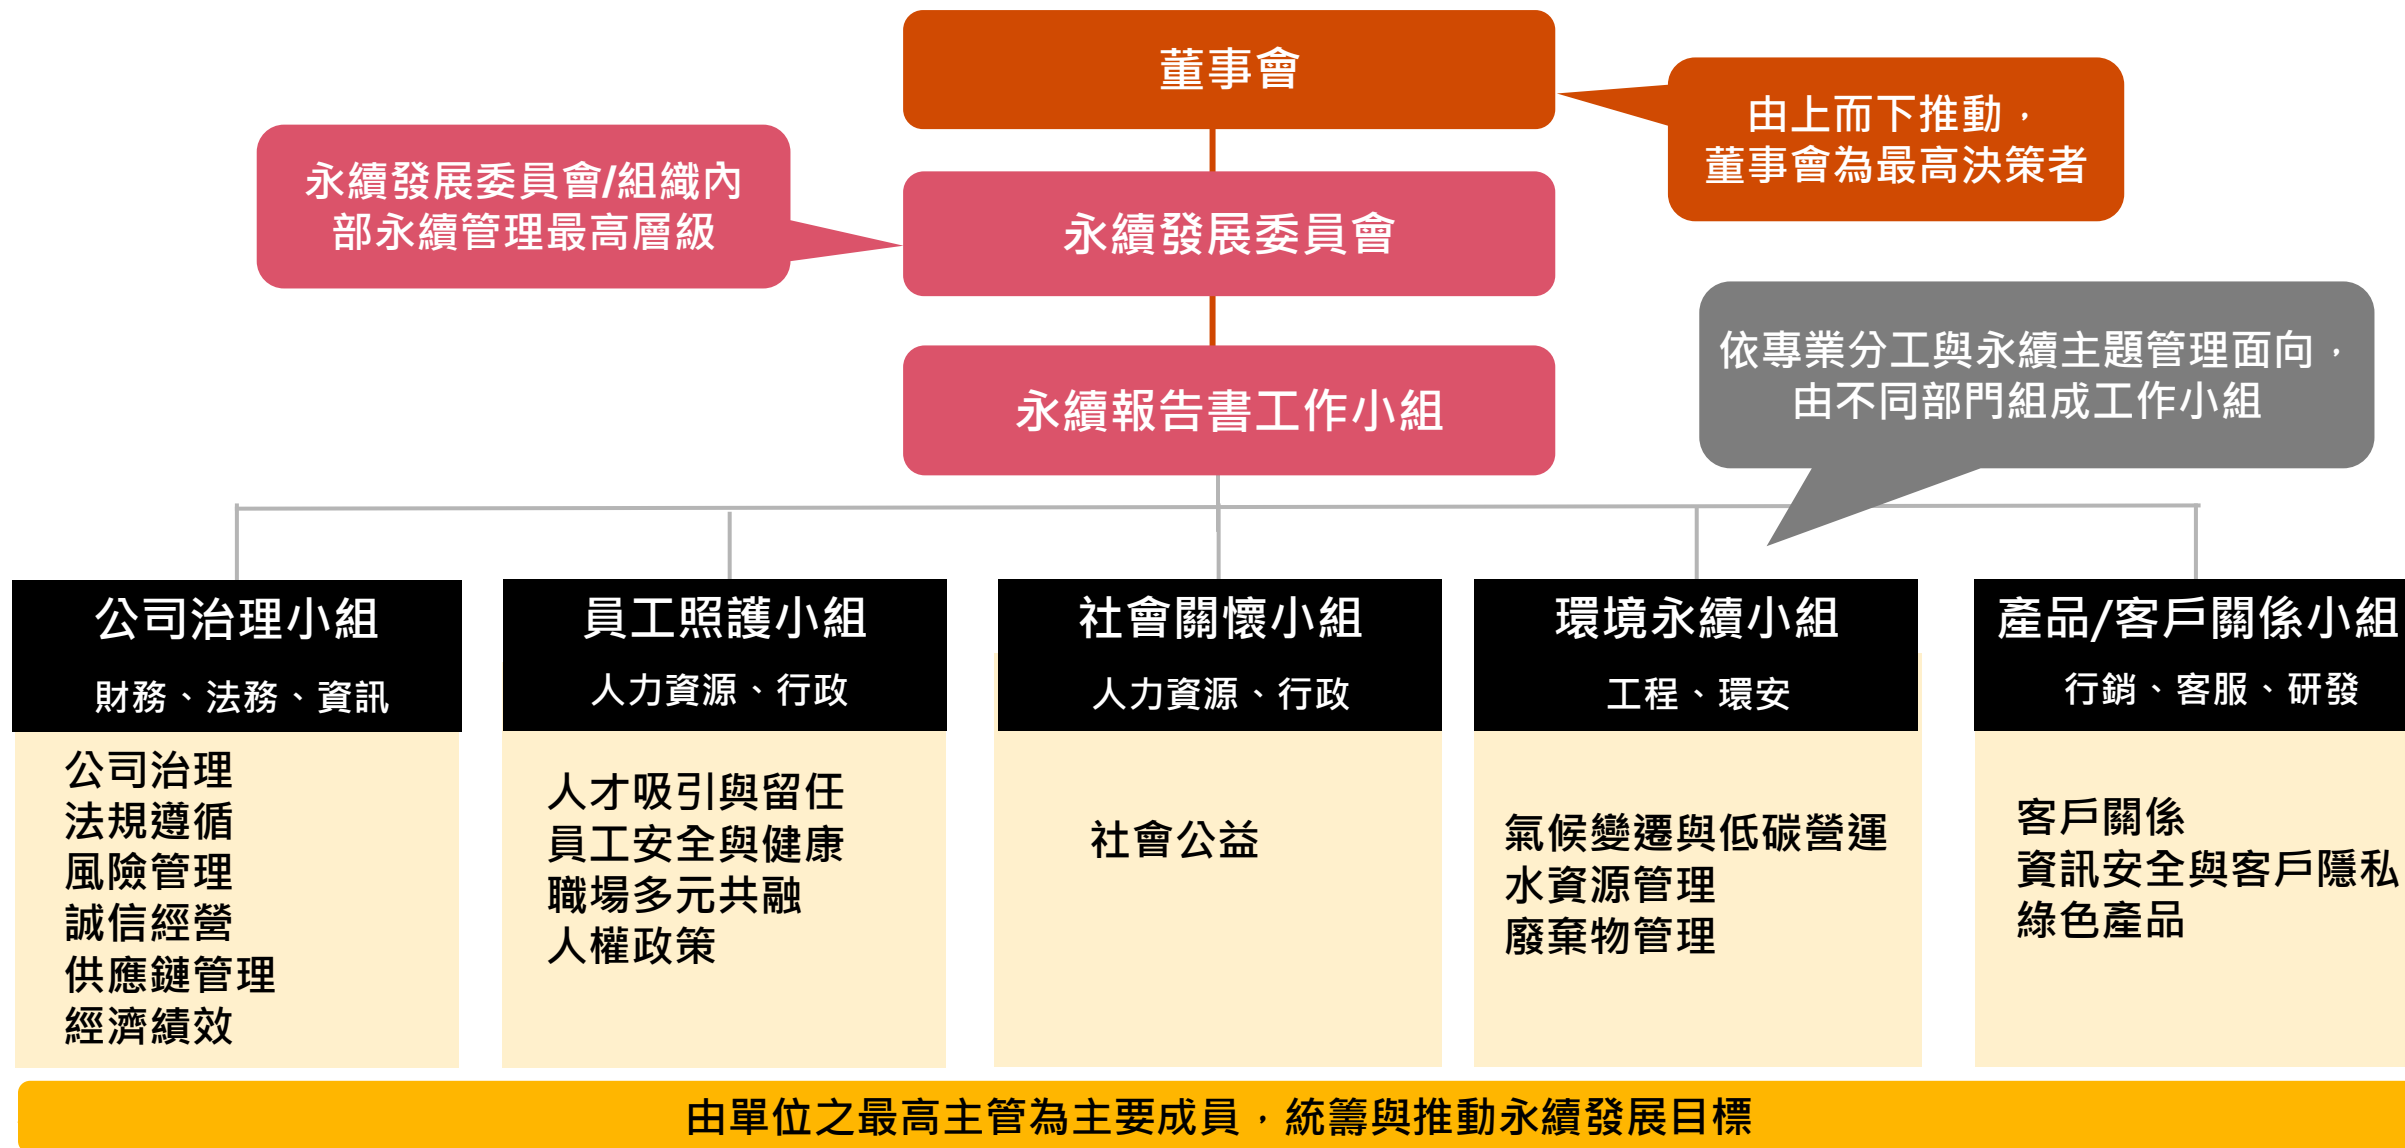 董事會
由上而下推動，
董事會為最高決策者
永續發展委員會/組織內
部永續管理最高層級
永續發展委員會
依專業分工與永續主題管理面向，
由不同部門組成工作小組
永續報告書工作小組
公司治理小組
財務、法務、資訊
公司治理
法規遵循
風險管理
誠信經營
供應鏈管理
經濟績效
員工照護小組
人力資源、行政
人才吸引與留任
員工安全與健康
職場多元共融
人權政策
社會關懷小組
人力資源、行政
社會公益
環境永續小組
工程、環安
氣候變遷與低碳營運
水資源管理
廢棄物管理
產品/客戶關係小組
行銷、客服、研發
客戶關係
資訊安全與客戶隱私
綠色產品
由單位之最高主管為主要成員，統籌與推動永續發展目標